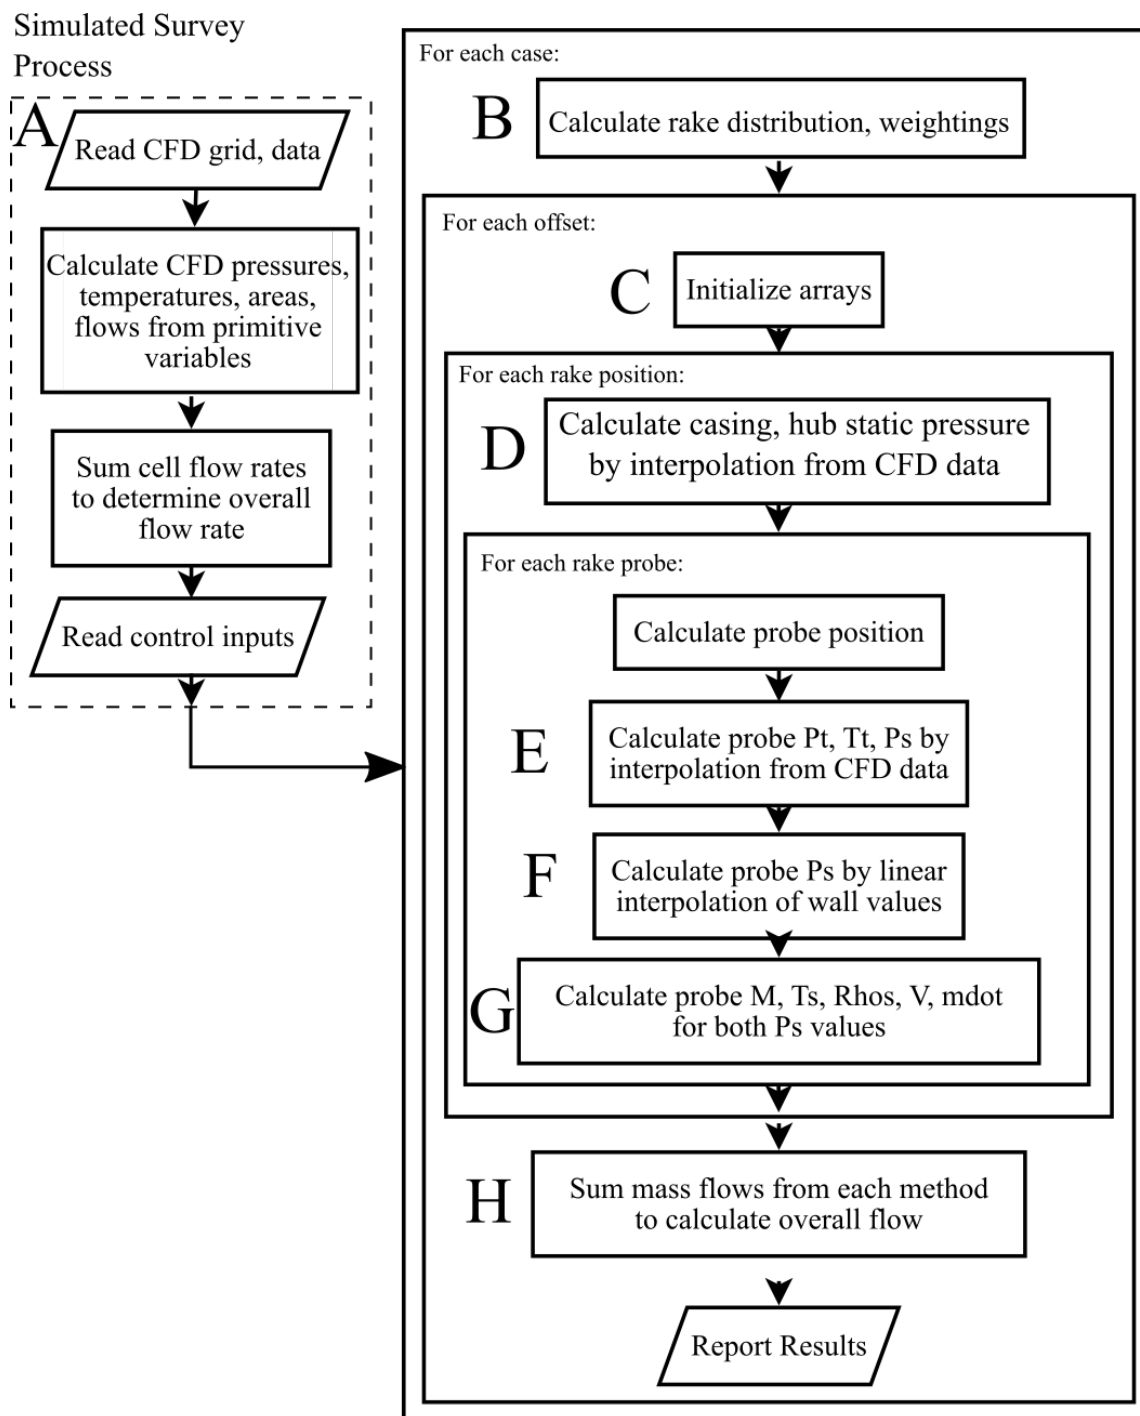 Simulated Survey
Process
A
Read CFD grid, data
Calculate CFD pressures,
temperatures, areas,
flows from primitive
variables
Sum cell flow rates
to determine overall
flow rate
Read control inputs
For each case:
B
Calculate rake distribution, weightings
For each offset:
C
Initialize arrays
For each rake position:
D
Calculate casing, hub static pressure
by interpolation from CFD data
For each rake probe:
Calculate probe position
E
Calculate probe Pt, Tt, Ps by
interpolation from CFD data
F
Calculate probe Ps by linear
interpolation of wall values
G
Calculate probe M, Ts, Rhos, V, mdot
for both Ps values
H
Sum mass flows from each method
to calculate overall flow
Report Results